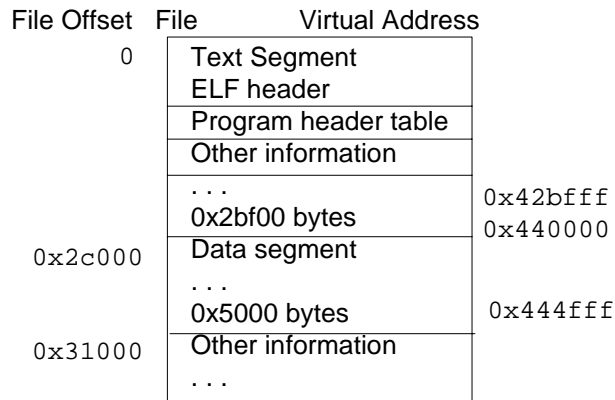 File Offset File Virtual Address
0 Text Segment
ELF header
Program header table
Other information
. . .
0x42bfff
0x2bf00 bytes
0x440000
Data segment
0x2c000
. . .
0x5000 bytes 0x444fff
Other information
0x31000
. . .